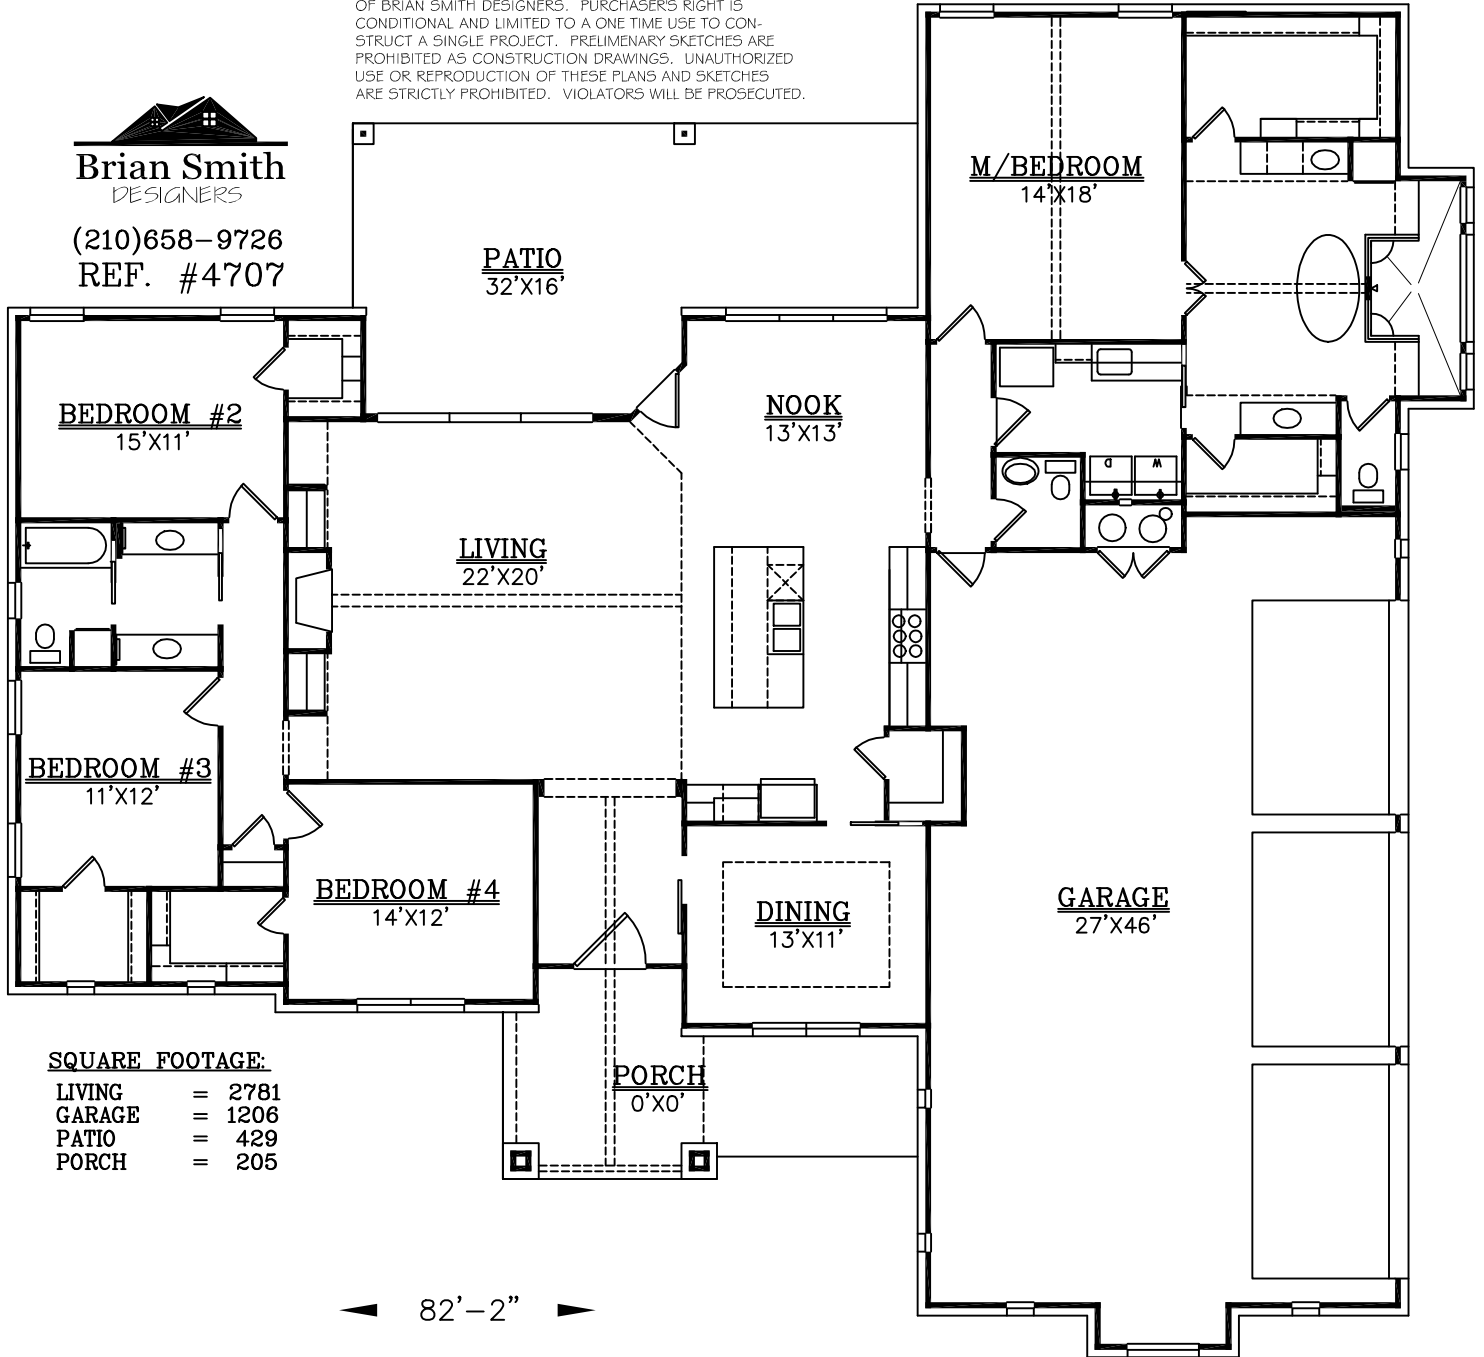 OF BRIAN SMITH DESIGNERS. PURCHASER'S RIGHT IS
CONDITIONAL AND LIMITED TO A ONE TIME USE TO CON-
STRUCT A SINGLE PROJECT. PRELIMENARY SKETCHES ARE
PROHIBITED AS CONSTRUCTION DRAWINGS. UNAUTHORIZED
USE OR REPRODUCTION OF THESE PLANS AND SKETCHES
ARE STRICTLY PROHIBITED. VIOLATORS WILL BE PROSECUTED.
Brian Smith
DESIGNERS
(210)658-9726
REF. #4707
M/BEDROOM
14'X18'
PATIO
32'X16'
BEDROOM #2
15'X11'
NOOK
13'X13'
D
W
LIVING
22'X20'
BEDROOM #3
11'X12'
BEDROOM #4
14'X12'
DINING
13'X11'
GARAGE
27'X46'
PORCH
0'X0'
SQUARE FOOTAGE:
LIVING = 2781
GARAGE = 1206
PATIO = 429
PORCH = 205
82'-2"